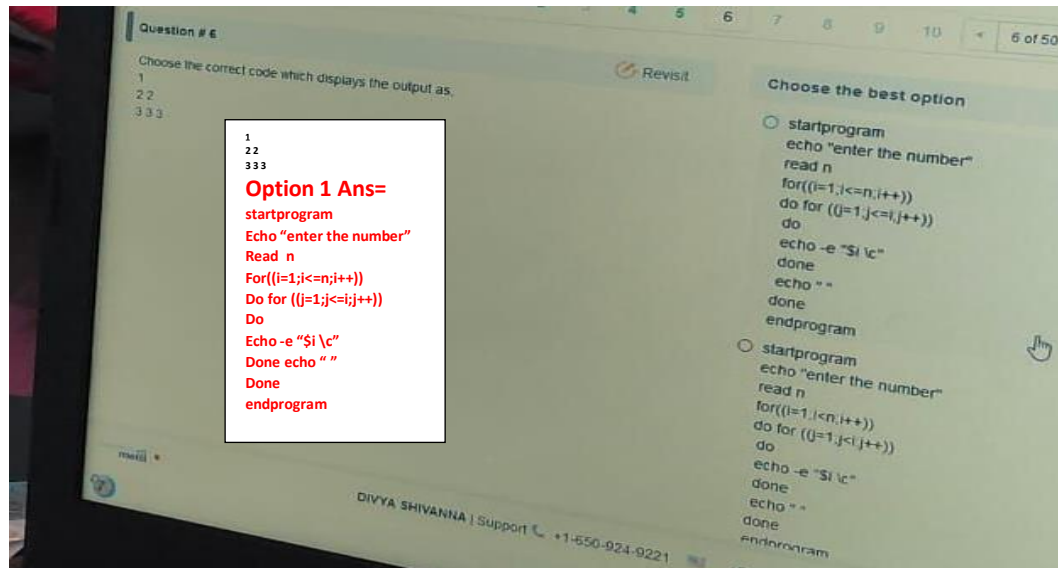 4 5 6 7 8 9 10 6 of 50
Question # 6
Revisit
Choose the correct code which displays the output as,
1
2 2
3 3 3
1
2 2
3 3 3
Option 1 Ans=
startprogram
Echo “enter the number”
Read n
For((i=1;i<=n;i++))
Do for ((j=1;j<=i;j++))
Do
Echo -e “$i \c”
Done echo “ ”
Done
endprogram
Choose the best option
startprogram
echo "enter the number"
read n
for((i=1;i<=n;i++))
do for ((j=1;j<=i;j++))
do
echo -e "$i \c"
done
echo " "
done
endprogram
startprogram
echo "enter the number"
read n
for((i=1;i<n;i++))
do for ((j=1;j<i;j++))
do
echo -e "$i \c"
done
echo " "
done
endprogram
mettl
DIVYA SHIVANNA | Support +1-650-924-9221